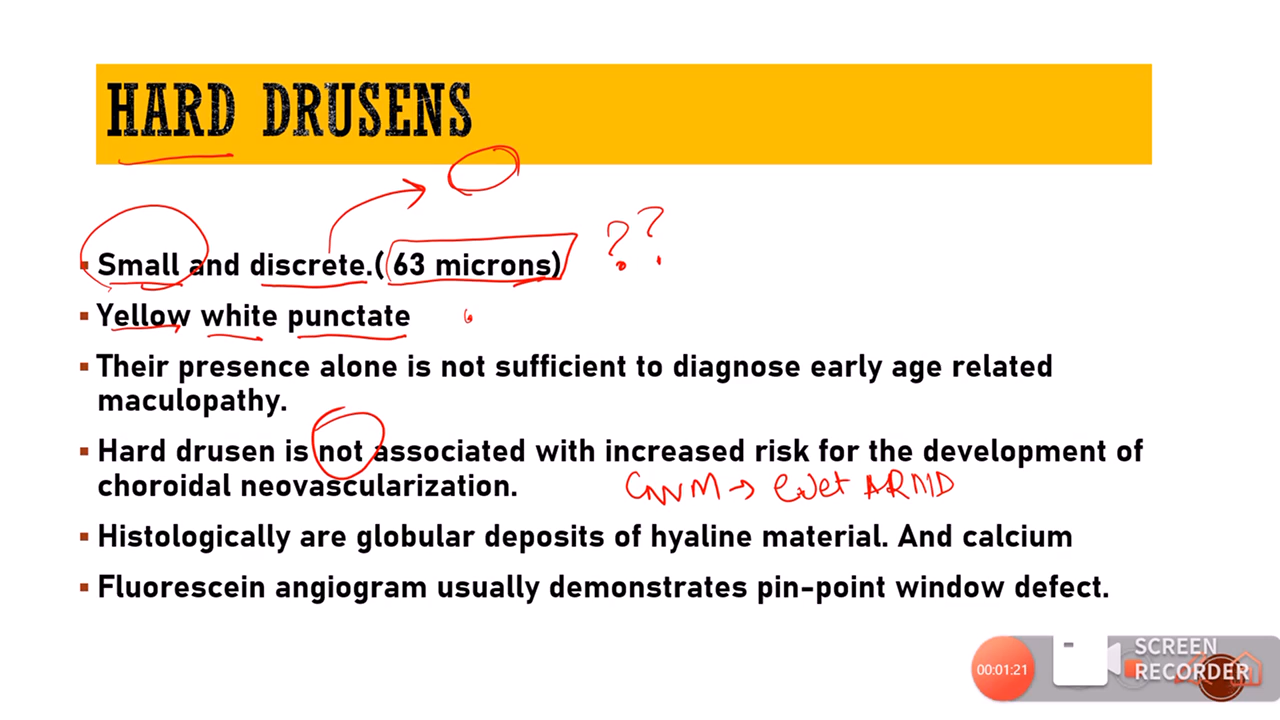 HARD DRUSENS
▪ Small and discrete.( 63 microns) ??
▪ Yellow white punctate
▪ Their presence alone is not sufficient to diagnose early age related
maculopathy.
▪ Hard drusen is not associated with increased risk for the development of
choroidal neovascularization. CNVM → wet ARMD
▪ Histologically are globular deposits of hyaline material. And calcium
▪ Fluorescein angiogram usually demonstrates pin-point window defect.
00:01:21
SCREEN
RECORDER